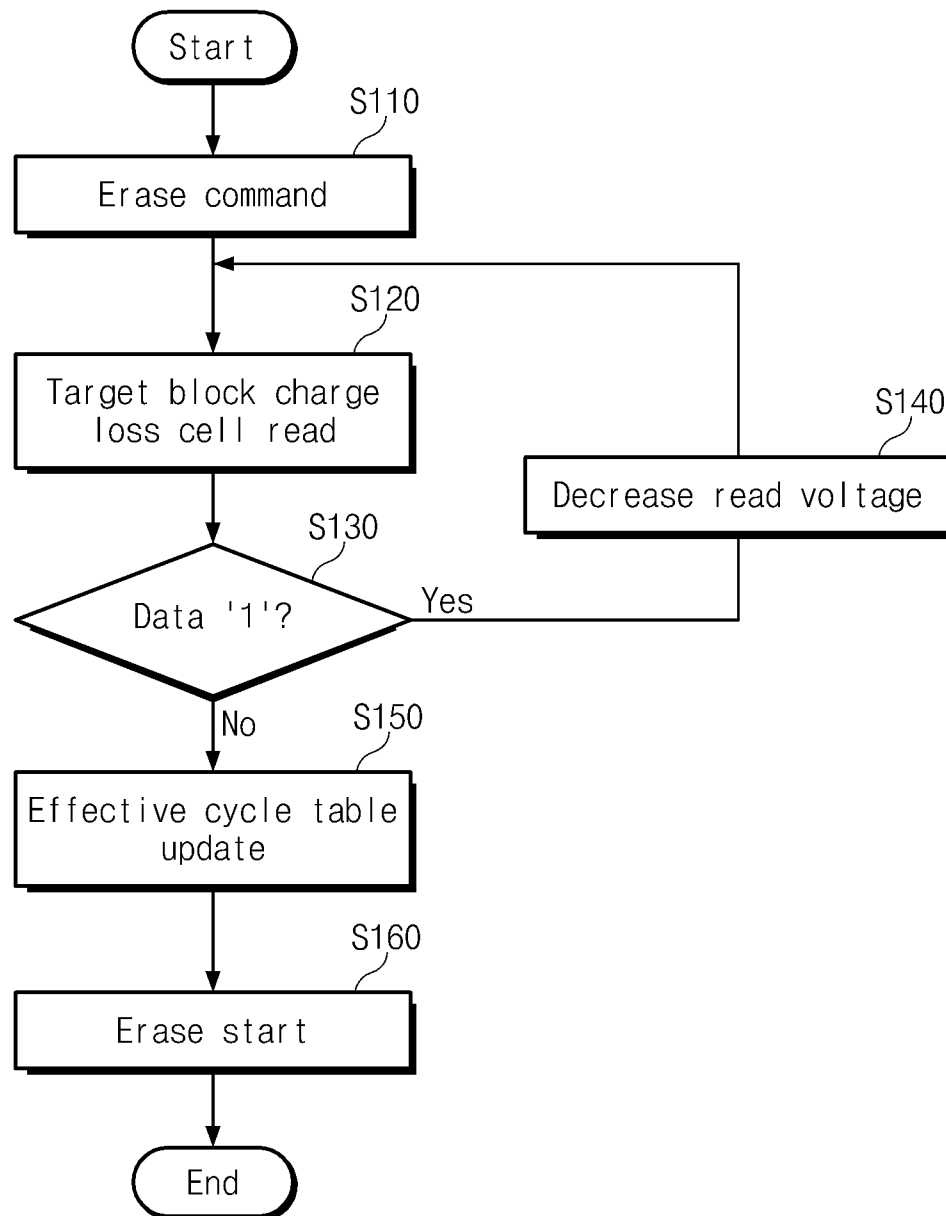 Start
S110
Erase command
S120
Target block charge
loss cell read
S140
Decrease read voltage
S130
Data '1'?
Yes
No
S150
Effective cycle table
update
S160
Erase start
End